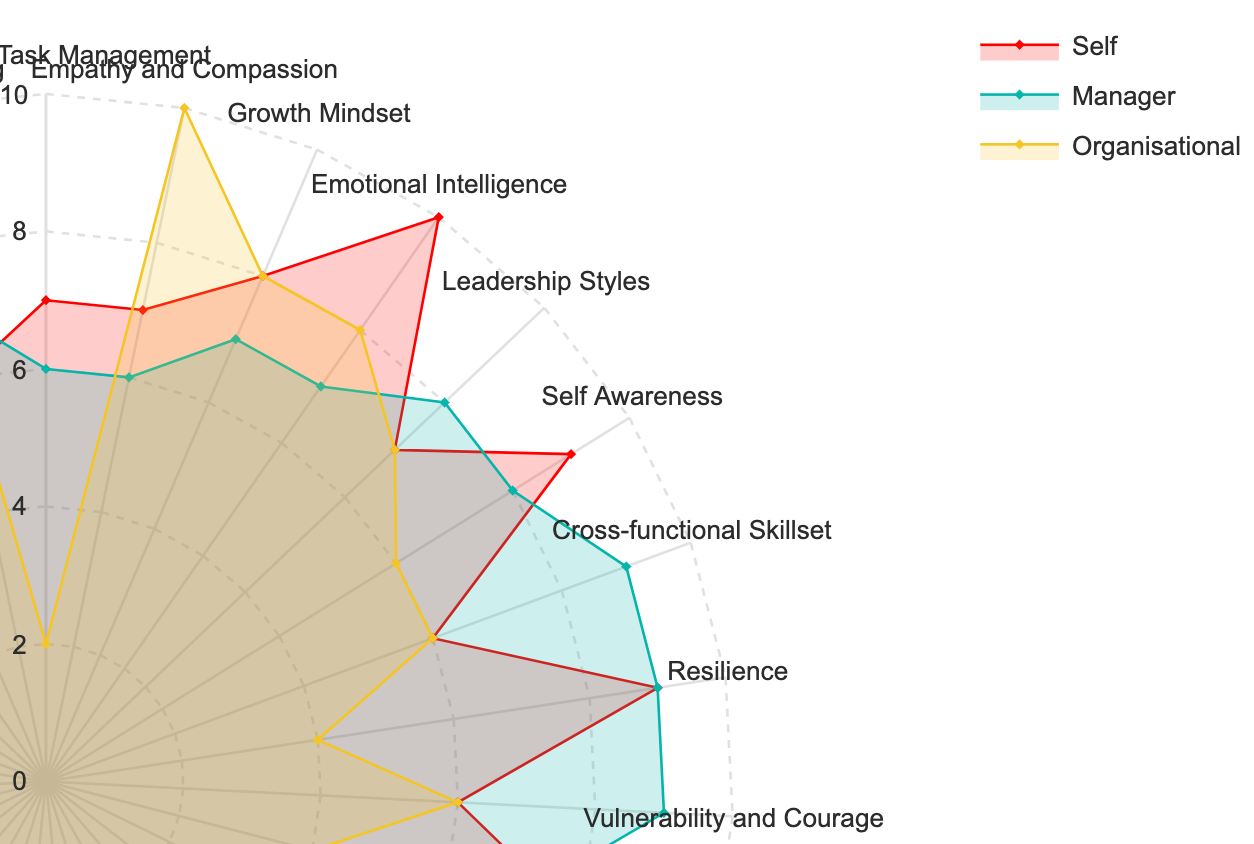 Task Management
Empathy and Compassion
Growth Mindset
Emotional Intelligence
Leadership Styles
Self Awareness
Cross-functional Skillset
Resilience
Vulnerability and Courage
10
8
6
4
2
0
Self
Manager
Organisational